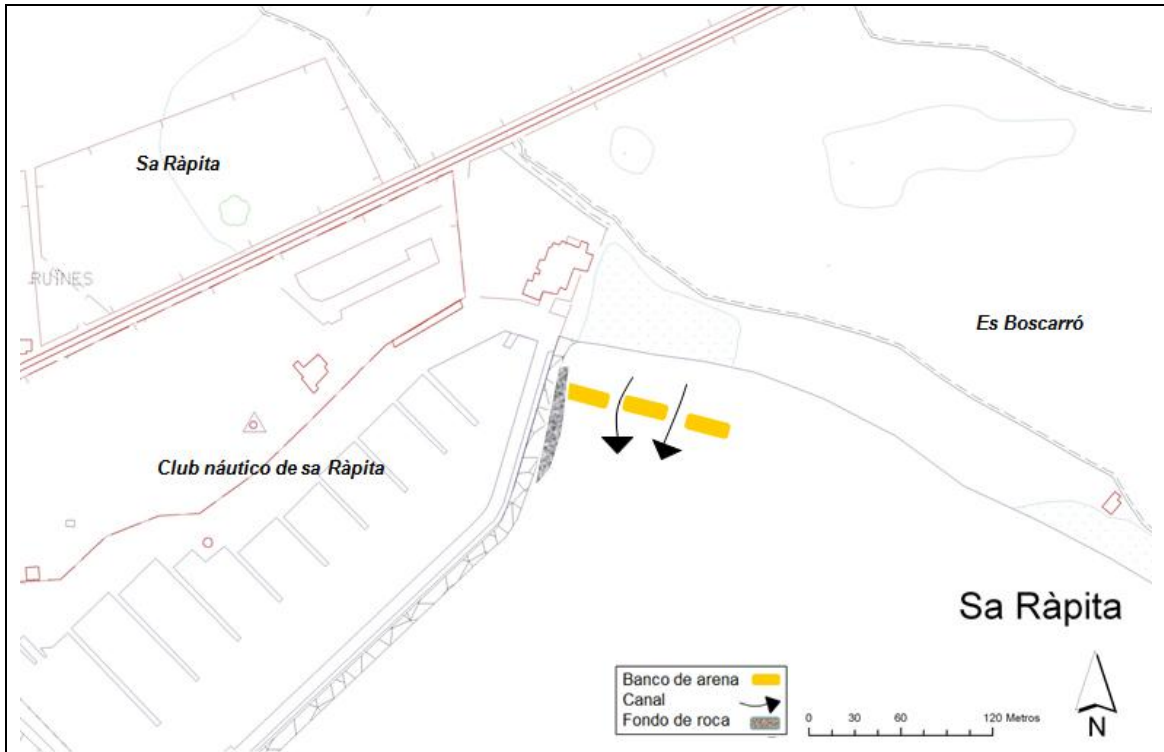 Sa Ràpita
RUÏNES
Es Boscarró
Club náutico de sa Ràpita
Sa Ràpita
Banco de arena
Canal
Fondo de roca
0 30 60 120 Metros
N